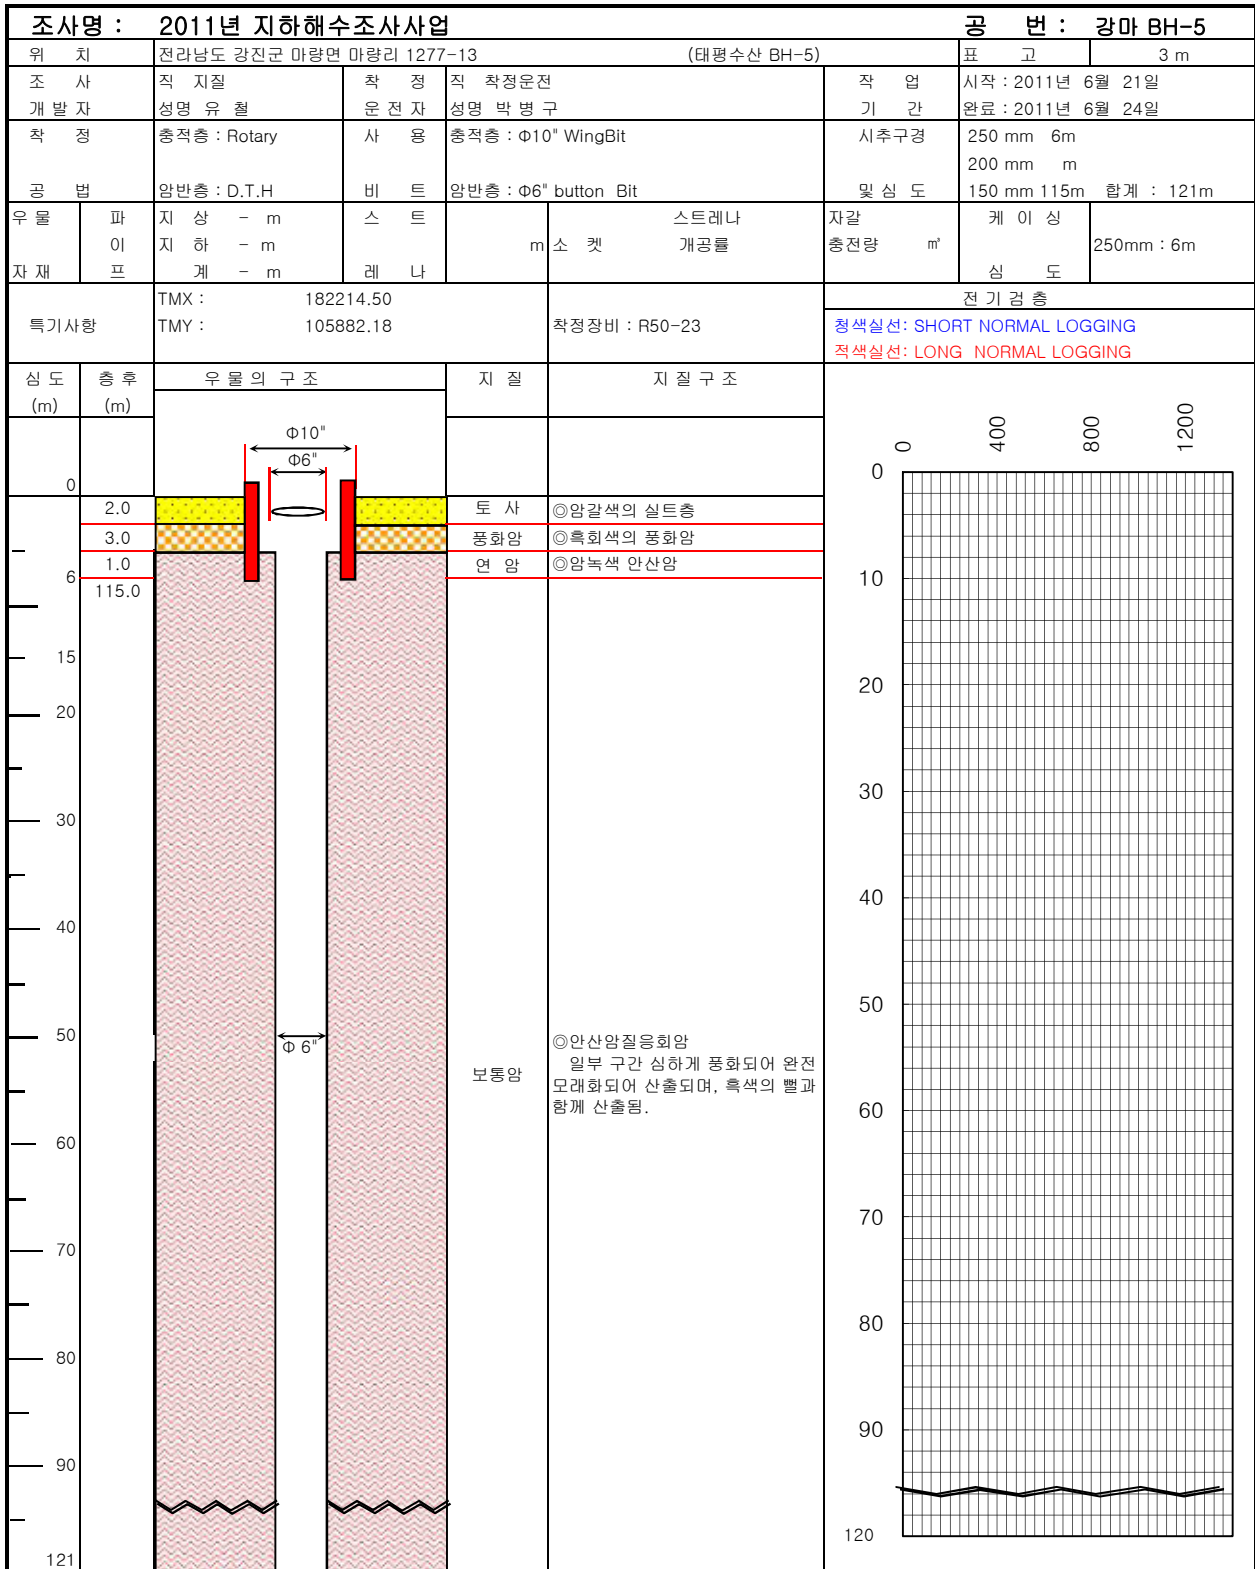 조사명 : 2011년 지하해수조사사업 공 번 : 강마 BH-5
위 치 전라남도 강진군 마량면 마량리 1277-13 (태평수산 BH-5) 표 고 3 m
조 사 직 지질 착 정 직 착정운전 작 업 시작 : 2011년 6월 21일
개 발 자 성명 유 철 운 전 자 성명 박 병 구 기 간 완료 : 2011년 6월 24일
착 정 충적층 : Rotary 사 용 충적층 : Φ10" WingBit 시추구경 250 mm 6m
200 mm m
공 법 암반층 : D.T.H 비 트 암반층 : Φ6" button Bit 및 심 도 150 mm 115m 합계 : 121m
우 물 파 지 상 - m 스 트 스트레나 자갈 케 이 싱
이 지 하 - m m 소 켓 개공률 충전량 ㎥ 250mm : 6m
자 재 프 계 - m 레 나 심 도
TMX : 182214.50 전 기 검 층
특기사항 TMY : 105882.18 착정장비 : R50-23 청색실선: SHORT NORMAL LOGGING
적색실선: LONG NORMAL LOGGING
심 도 층 후 우 물 의 구 조 지 질 지 질 구 조
(m) (m)
0 400 800 1200
Φ10"
Φ6"
0
0
2.0 토 사 ◎암갈색의 실트층
3.0 풍화암 ◎흑회색의 풍화암
1.0 연 암 ◎암녹색 안산암
6 10
115.0
15
20
20
30
30
40
40
50
50
Φ 6"
◎안산암질응회암
일부 구간 심하게 풍화되어 완전
보통암
모래화되어 산출되며, 흑색의 뻘과
함께 산출됨.
60
60
70
70
80
80
90
90
120
121